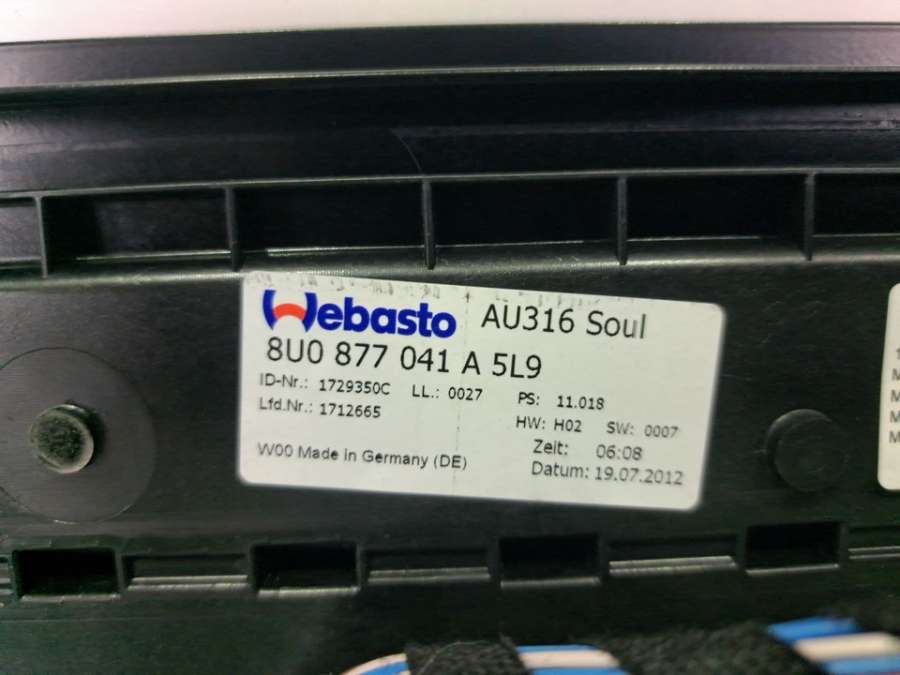 Webasto AU316 Soul
8U0 877 041 A 5L9
ID-Nr.: 1729350C LL.: 0027 PS: 11.018
Lfd.Nr.: 1712665 HW: H02 SW: 0007
Zeit: 06:08
W00 Made in Germany (DE) Datum: 19.07.2012
1
M
M
M
M